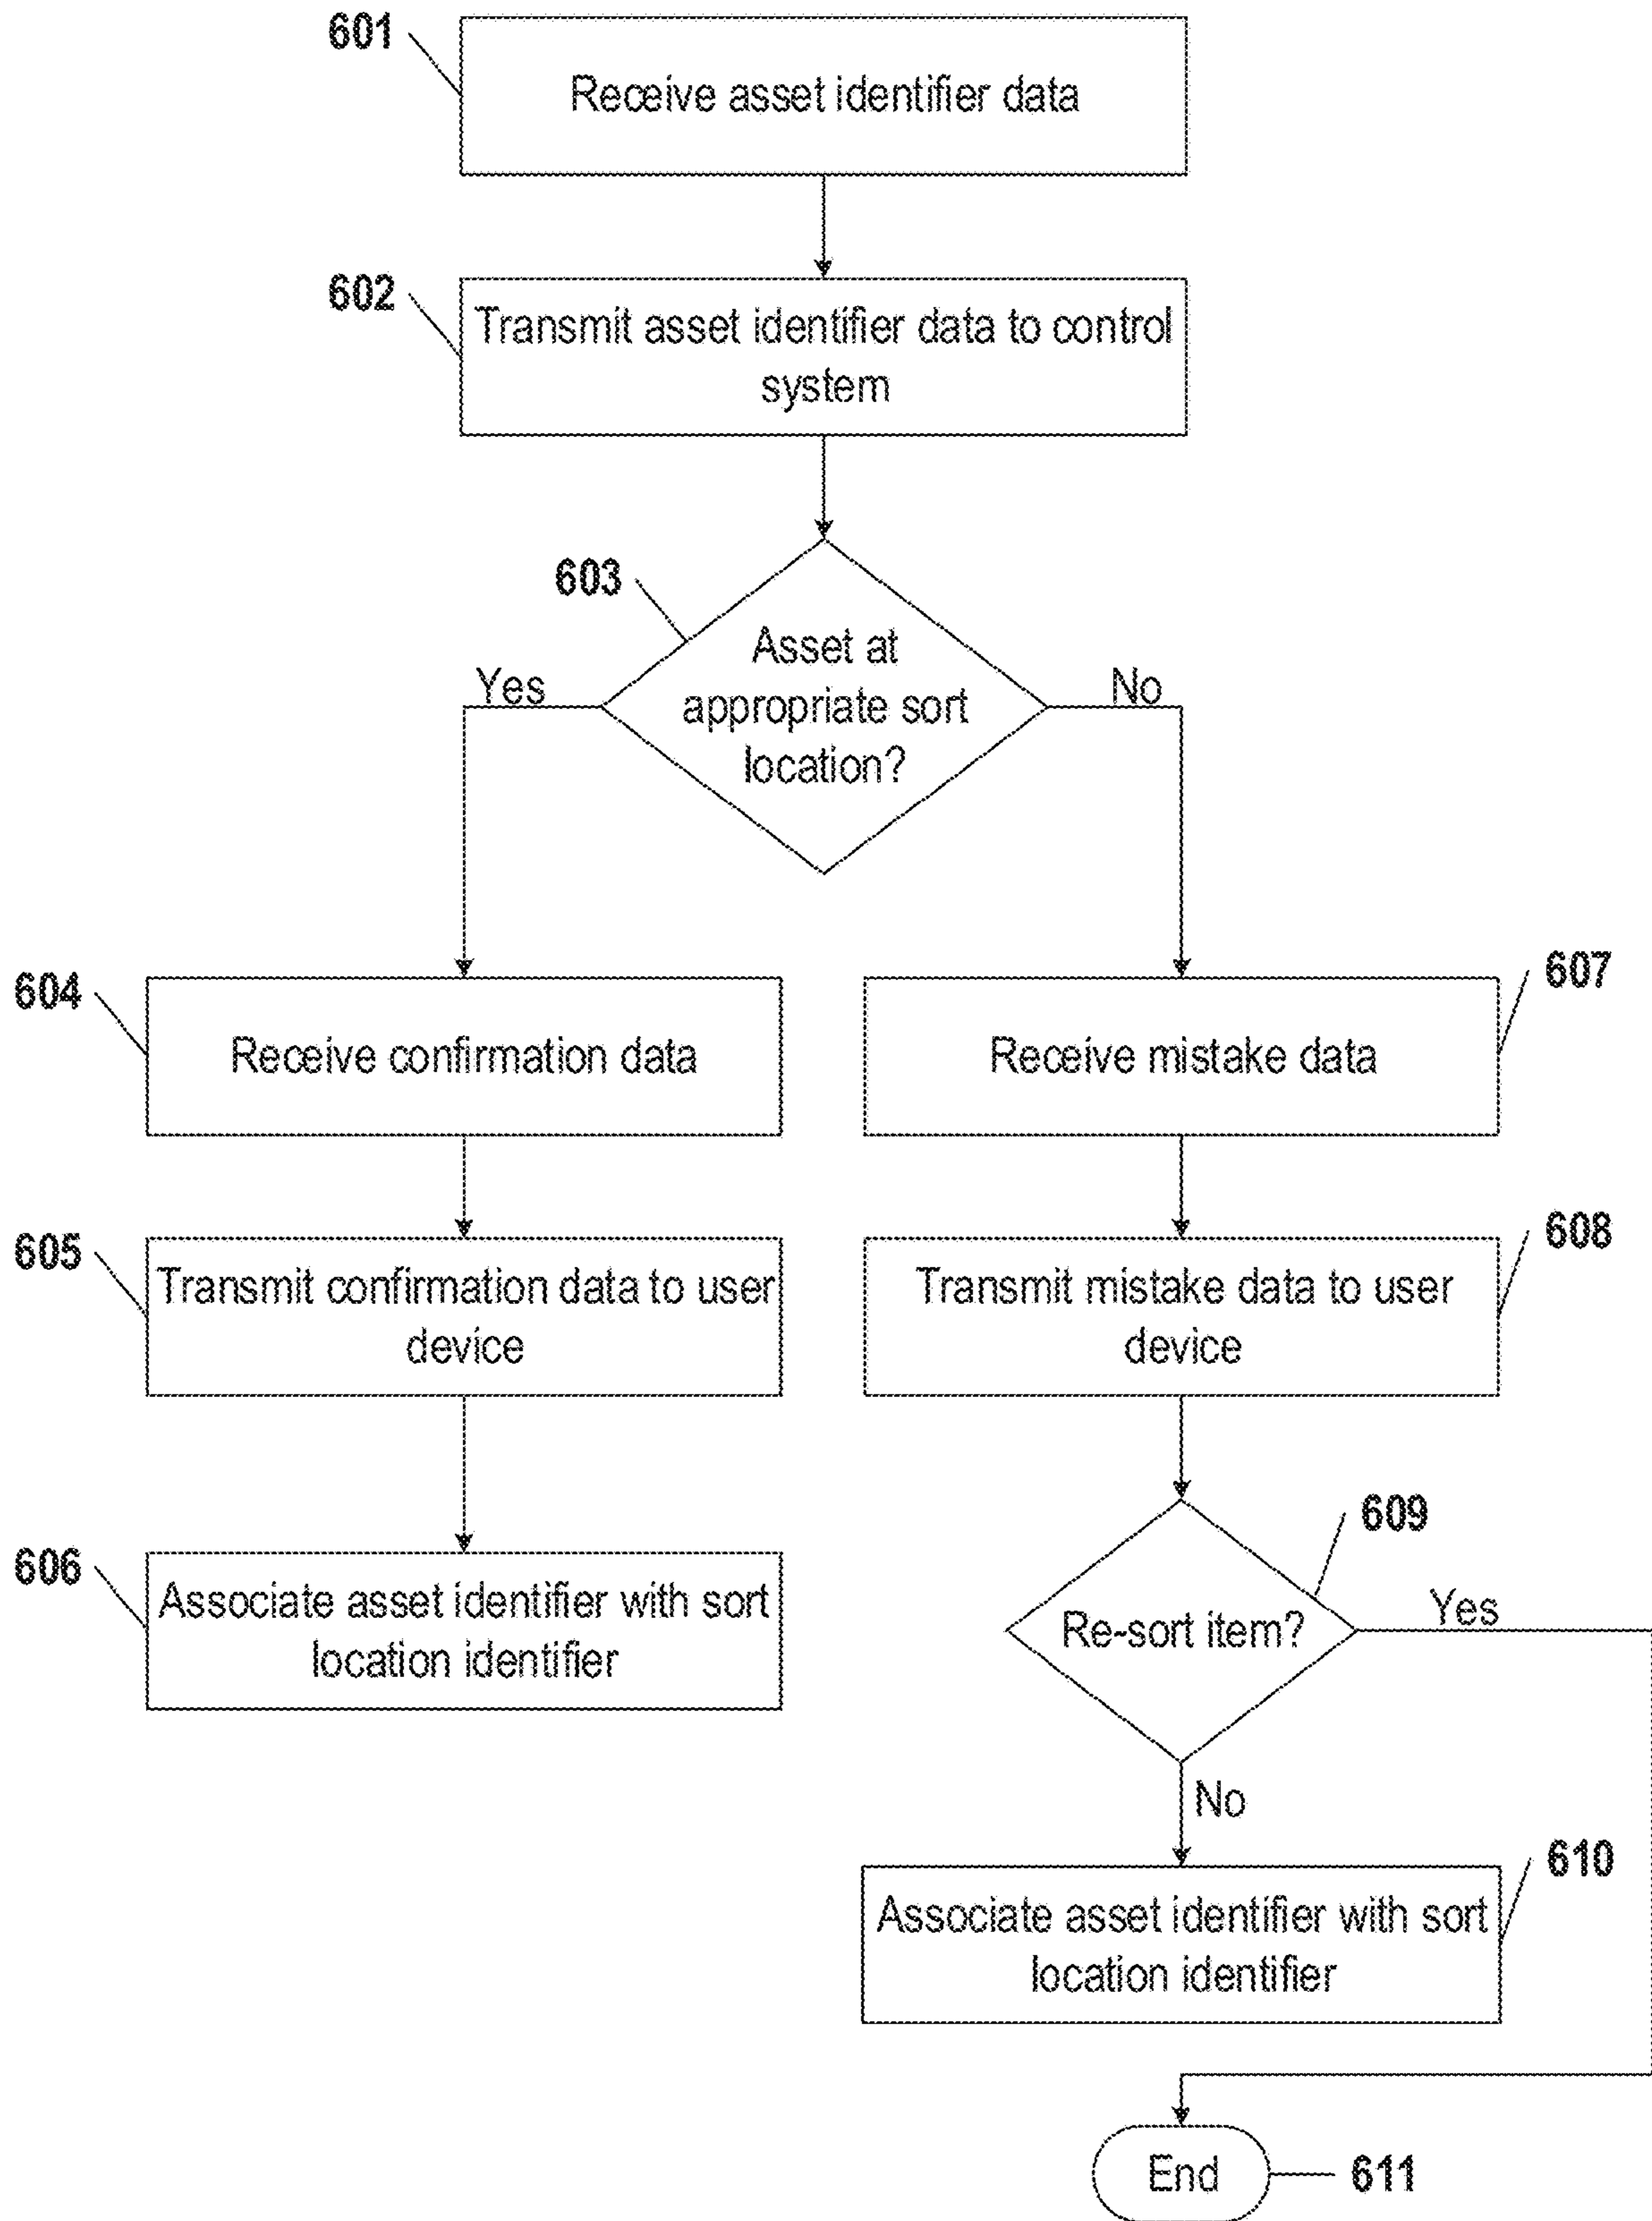 601
Receive asset identifier data
602
Transmit asset identifier data to control
system
603
Asset at
appropriate sort
location?
Yes
No
604
Receive confirmation data
607
Receive mistake data
605
Transmit confirmation data to user
device
608
Transmit mistake data to user
device
606
Associate asset identifier with sort
location identifier
609
Re-sort item?
Yes
No
610
Associate asset identifier with sort
location identifier
End
611